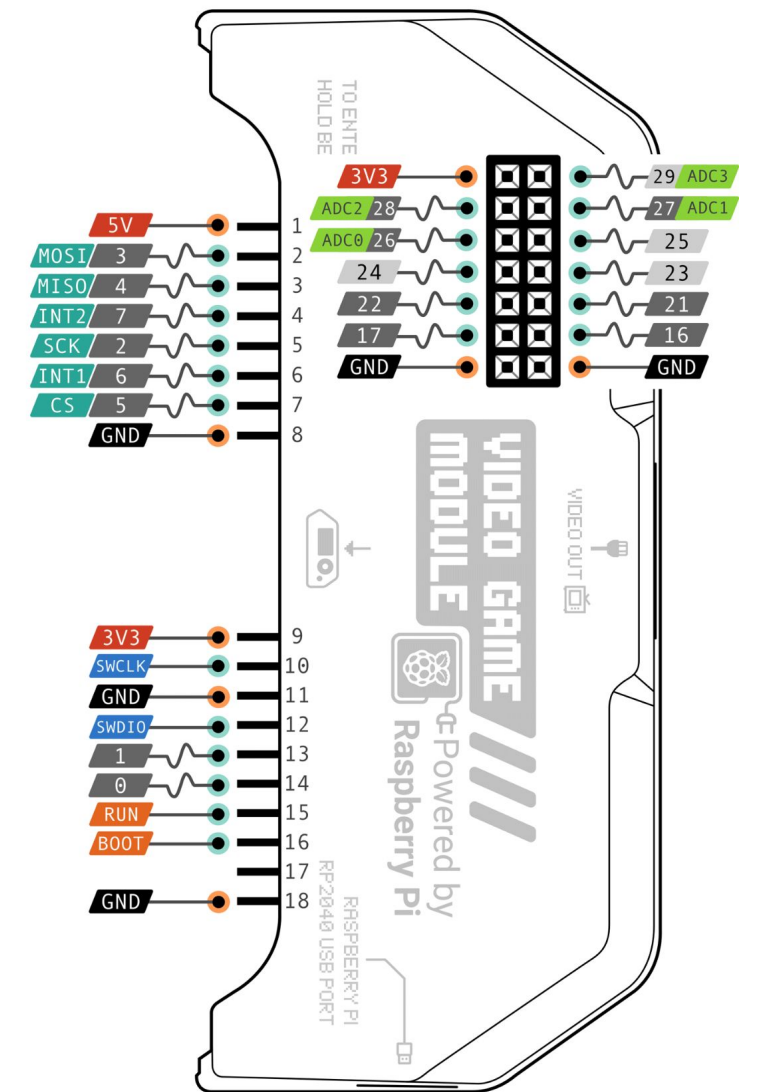 TO ENTE
HOLD BE
3V3
29 ADC3
ADC2 28
27 ADC1
ADC0 26
25
24
23
22
21
17
16
GND
GND
5V 1
MOSI 3 2
MISO 4 3
INT2 7 4
SCK 2 5
INT1 6 6
CS 5 7
GND 8
VIDEO GAME
MODULE
VIDEO OUT
Powered by
Raspberry Pi
3V3 9
SWCLK 10
GND 11
SWDIO 12
1 13
0 14
RUN 15
BOOT 16
17
GND 18
RASPBERRY PI
RP2040 USB PORT